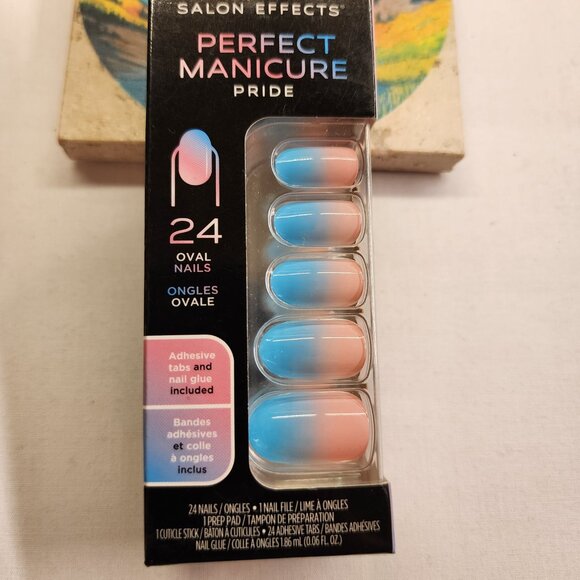 SALON EFFECTS®
PERFECT
MANICURE
PRIDE
24
OVAL
NAILS
ONGLES
OVALE
Adhesive
tabs and
nail glue
included
Bandes
adhésives
et colle
à ongles
inclus
24 NAILS / ONGLES • 1 NAIL FILE / LIME À ONGLES
1 PREP PAD / TAMPON DE PRÉPARATION
1 CUTICLE STICK / BÂTON À CUTICULES • 24 ADHESIVE TABS / BANDES ADHÉSIVES
NAIL GLUE / COLLE À ONGLES 1.86 mL (0.06 FL. OZ.)